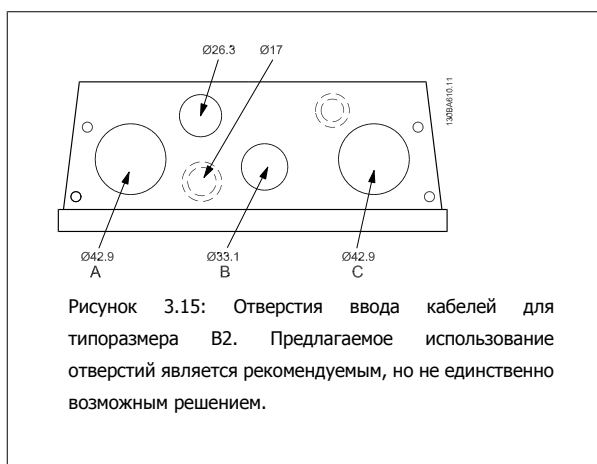 Ø26.3 Ø17
130BA610.11
Ø42.9 Ø33.1 Ø42.9
A B C
Рисунок 3.15: Отверстия ввода кабелей для
типоразмера B2. Предлагаемое использование
отверстий является рекомендуемым, но не единственно
возможным решением.